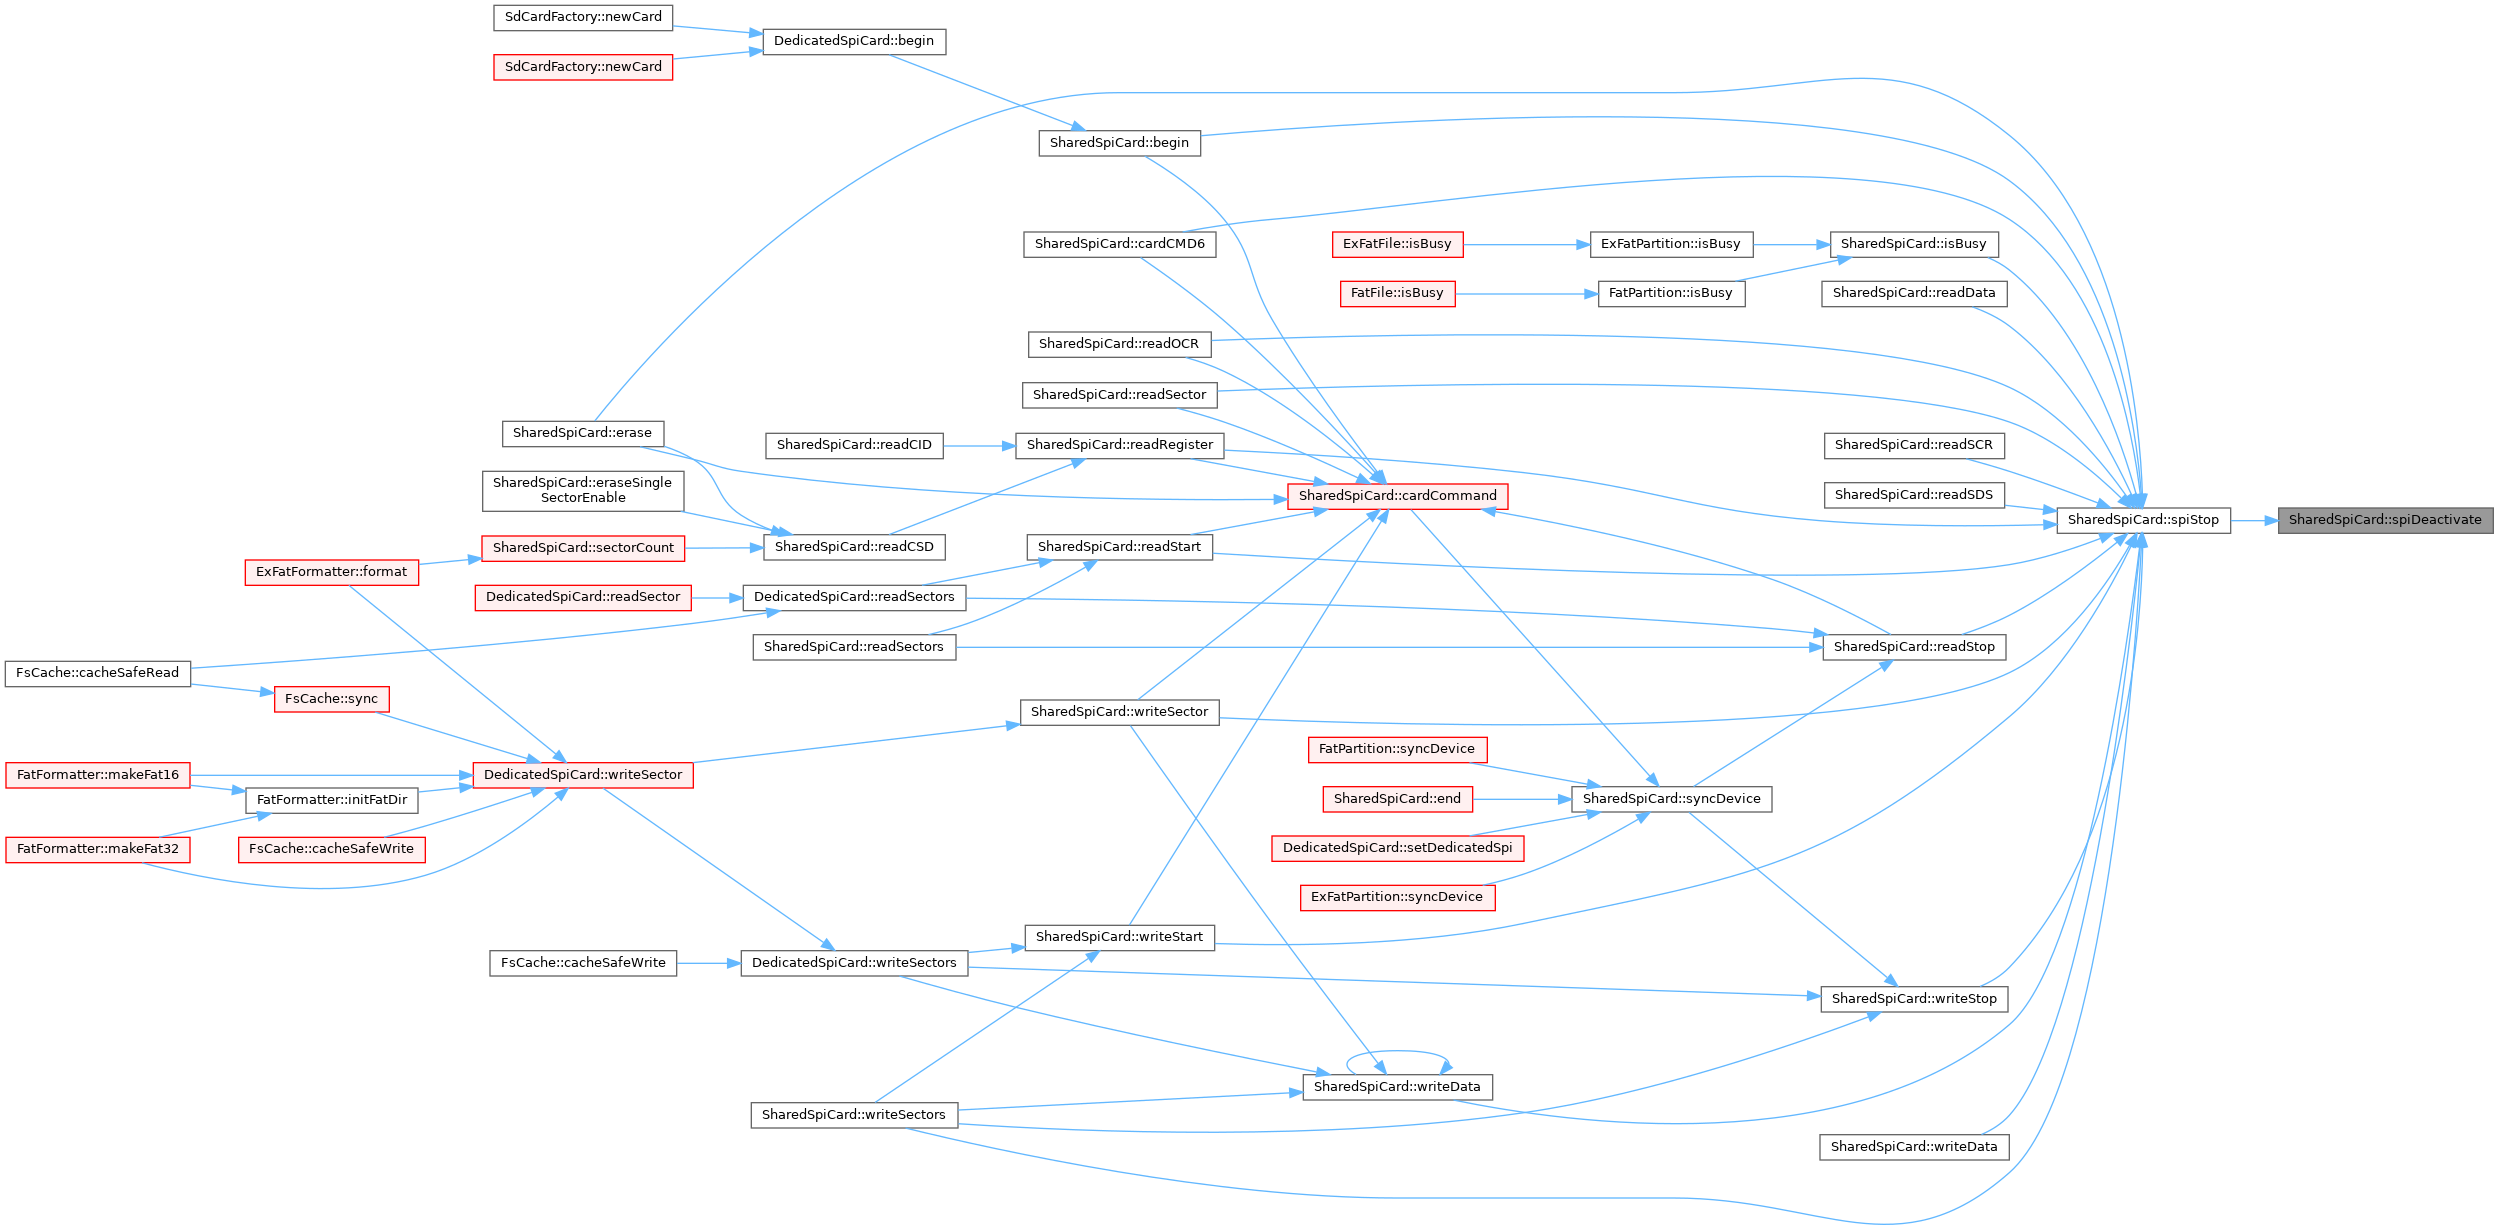 SdCardFactory::newCard
DedicatedSpiCard::begin
SdCardFactory::newCard
SharedSpiCard::begin
SharedSpiCard::cardCMD6
ExFatFile::isBusy
ExFatPartition::isBusy
SharedSpiCard::isBusy
FatFile::isBusy
FatPartition::isBusy
SharedSpiCard::readData
SharedSpiCard::readOCR
SharedSpiCard::readSector
SharedSpiCard::erase
SharedSpiCard::readCID
SharedSpiCard::readRegister
SharedSpiCard::readSCR
SharedSpiCard::eraseSingle
SectorEnable
SharedSpiCard::cardCommand
SharedSpiCard::readSDS
SharedSpiCard::spiStop
SharedSpiCard::spiDeactivate
SharedSpiCard::sectorCount
SharedSpiCard::readCSD
SharedSpiCard::readStart
ExFatFormatter::format
DedicatedSpiCard::readSector
DedicatedSpiCard::readSectors
SharedSpiCard::readSectors
SharedSpiCard::readStop
FsCache::cacheSafeRead
FsCache::sync
SharedSpiCard::writeSector
FatPartition::syncDevice
FatFormatter::makeFat16
DedicatedSpiCard::writeSector
FatFormatter::initFatDir
SharedSpiCard::end
SharedSpiCard::syncDevice
FatFormatter::makeFat32
FsCache::cacheSafeWrite
DedicatedSpiCard::setDedicatedSpi
ExFatPartition::syncDevice
SharedSpiCard::writeStart
FsCache::cacheSafeWrite
DedicatedSpiCard::writeSectors
SharedSpiCard::writeStop
SharedSpiCard::writeData
SharedSpiCard::writeSectors
SharedSpiCard::writeData